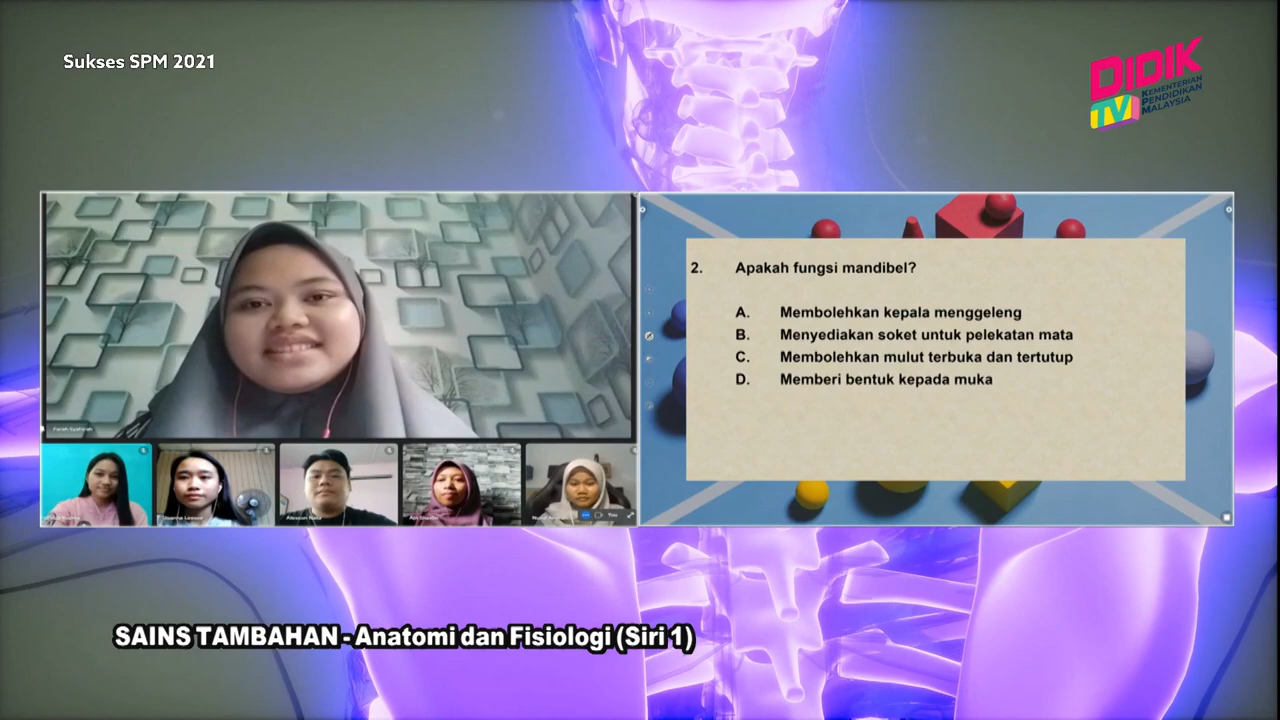 Sukses SPM 2021
DIDIK
TV
KEMENTERIAN
PENDIDIKAN
MALAYSIA
2. Apakah fungsi mandibel?
A. Membolehkan kepala menggeleng
B. Menyediakan soket untuk pelekatan mata
C. Membolehkan mulut terbuka dan tertutup
D. Memberi bentuk kepada muka
You
SAINS TAMBAHAN - Anatomi dan Fisiologi (Siri 1)